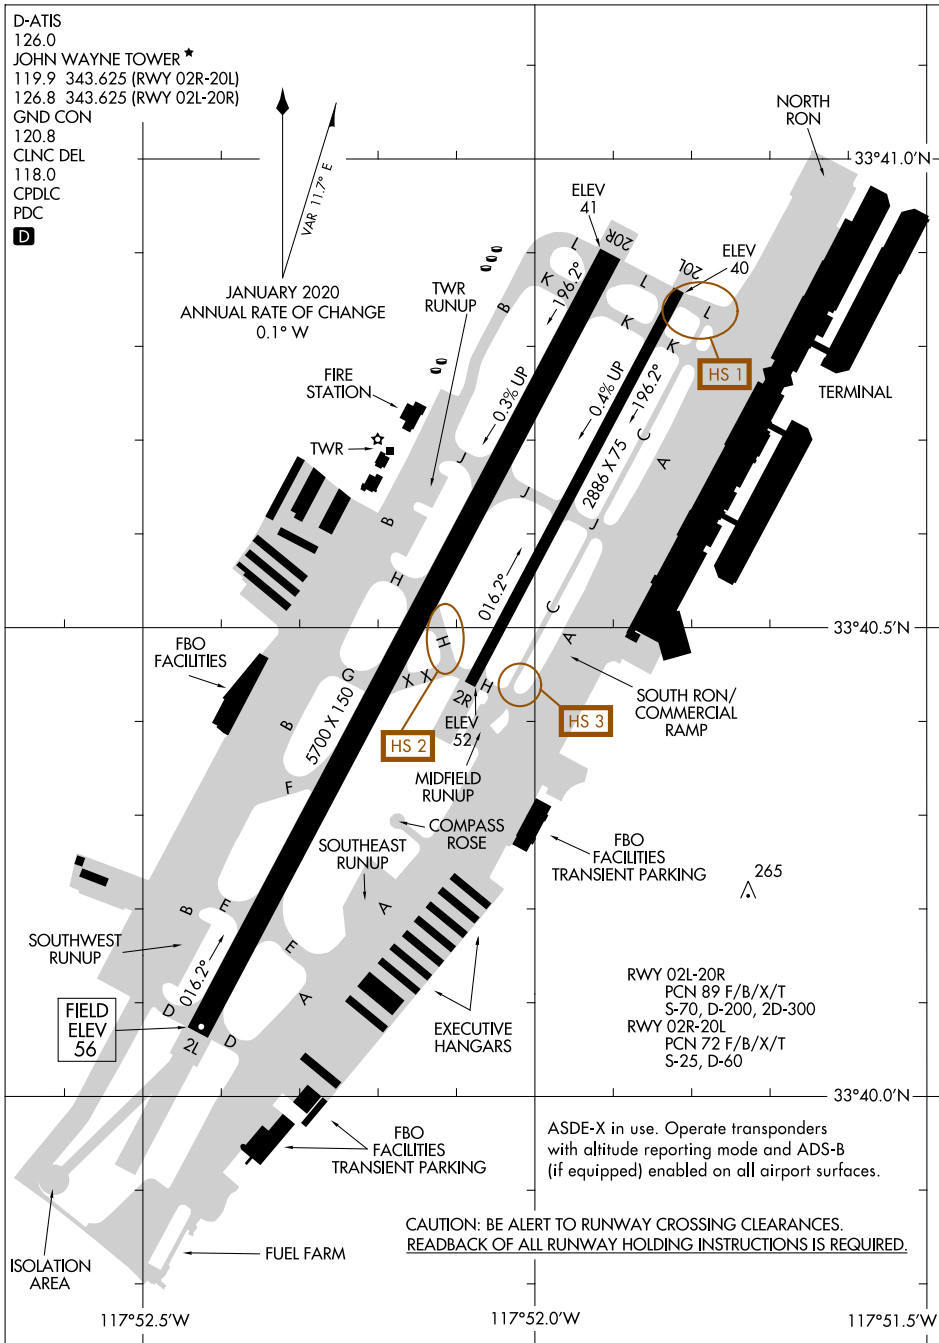 D-ATIS
126.0
JOHN WAYNE TOWER ★
119.9 343.625 (RWY 02R-20L)
126.8 343.625 (RWY 02L-20R)
GND CON
120.8
CLNC DEL
118.0
CPDLC
PDC
D
VAR 11.7° E
JANUARY 2020
ANNUAL RATE OF CHANGE
0.1° W
NORTH
RON
33°41.0'N
ELEV
41
20R
L
ELEV
40
20L
L
L
K
196.2°
K
K
B
TWR
RUNUP
HS 1
TERMINAL
FIRE
STATION
TWR
0.3% UP
0.4% UP
196.2°
2886 X 75
C
A
J
J
J
B
H
016.2°
C
A
H
33°40.5'N
FBO
FACILITIES
G
X X
H
2R
B
5700 X 150
HS 2
ELEV
52
HS 3
SOUTH RON/
COMMERCIAL
RAMP
MIDFIELD
RUNUP
F
COMPASS
ROSE
SOUTHEAST
RUNUP
FBO
FACILITIES
TRANSIENT PARKING
265
B
E
A
E
A
SOUTHWEST
RUNUP
016.2°
D
D
2L
FIELD
ELEV
56
EXECUTIVE
HANGARS
RWY 02L-20R
PCN 89 F/B/X/T
S-70, D-200, 2D-300
RWY 02R-20L
PCN 72 F/B/X/T
S-25, D-60
33°40.0'N
FBO
FACILITIES
TRANSIENT PARKING
ASDE-X in use. Operate transponders
with altitude reporting mode and ADS-B
(if equipped) enabled on all airport surfaces.
CAUTION: BE ALERT TO RUNWAY CROSSING CLEARANCES.
READBACK OF ALL RUNWAY HOLDING INSTRUCTIONS IS REQUIRED.
FUEL FARM
ISOLATION
AREA
117°52.5'W
117°52.0'W
117°51.5'W